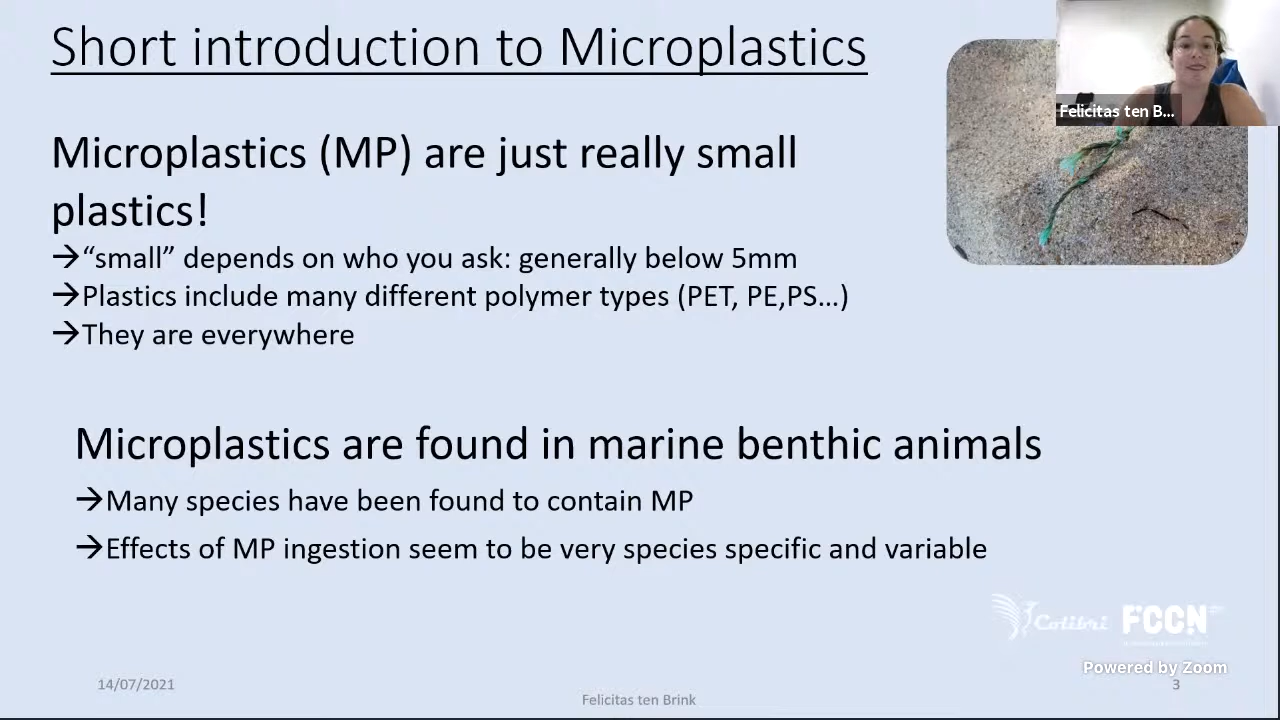 Short introduction to Microplastics
Felicitas ten B...
Microplastics (MP) are just really small
plastics!
→“small” depends on who you ask: generally below 5mm
→Plastics include many different polymer types (PET, PE,PS...)
→They are everywhere
Microplastics are found in marine benthic animals
→Many species have been found to contain MP
→Effects of MP ingestion seem to be very species specific and variable
Colibri FCCN
Powered by Zoom
14/07/2021
Felicitas ten Brink
3